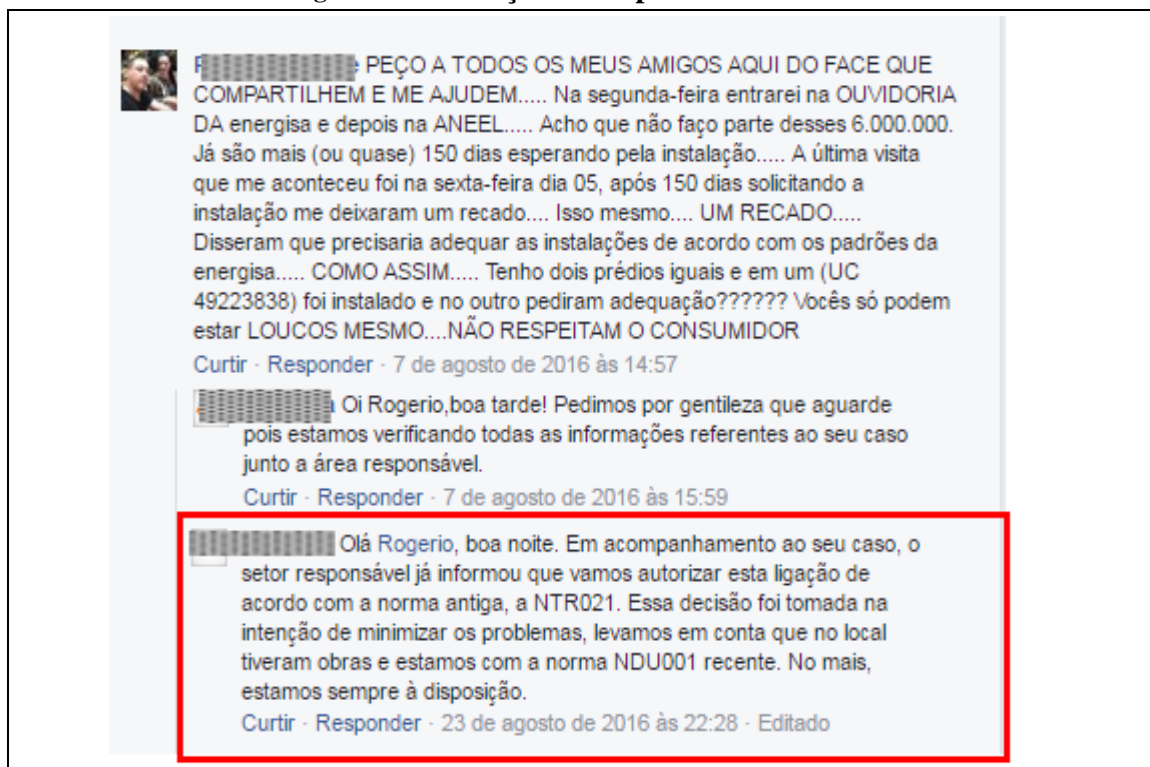 PEÇO A TODOS OS MEUS AMIGOS AQUI DO FACE QUE
COMPARTILHEM E ME AJUDEM..... Na segunda-feira entrarei na OUVIDORIA
DA energisa e depois na ANEEL..... Acho que não faço parte desses 6.000.000.
Já são mais (ou quase) 150 dias esperando pela instalação..... A última visita
que me aconteceu foi na sexta-feira dia 05, após 150 dias solicitando a
instalação me deixaram um recado.... Isso mesmo.... UM RECADO.....
Disseram que precisaria adequar as instalações de acordo com os padrões da
energisa..... COMO ASSIM..... Tenho dois prédios iguais e em um (UC
49223838) foi instalado e no outro pediram adequação?????? Vocês só podem
estar LOUCOS MESMO....NÃO RESPEITAM O CONSUMIDOR
Curtir · Responder · 7 de agosto de 2016 às 14:57
Oi Rogerio,boa tarde! Pedimos por gentileza que aguarde
pois estamos verificando todas as informações referentes ao seu caso
junto a área responsável.
Curtir · Responder · 7 de agosto de 2016 às 15:59
Olá Rogerio, boa noite. Em acompanhamento ao seu caso, o
setor responsável já informou que vamos autorizar esta ligação de
acordo com a norma antiga, a NTR021. Essa decisão foi tomada na
intenção de minimizar os problemas, levamos em conta que no local
tiveram obras e estamos com a norma NDU001 recente. No mais,
estamos sempre à disposição.
Curtir · Responder · 23 de agosto de 2016 às 22:28 · Editado